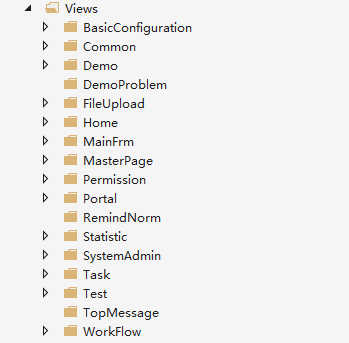 Views
BasicConfiguration
Common
Demo
DemoProblem
FileUpload
Home
MainFrm
MasterPage
Permission
Portal
RemindNorm
Statistic
SystemAdmin
Task
Test
TopMessage
WorkFlow